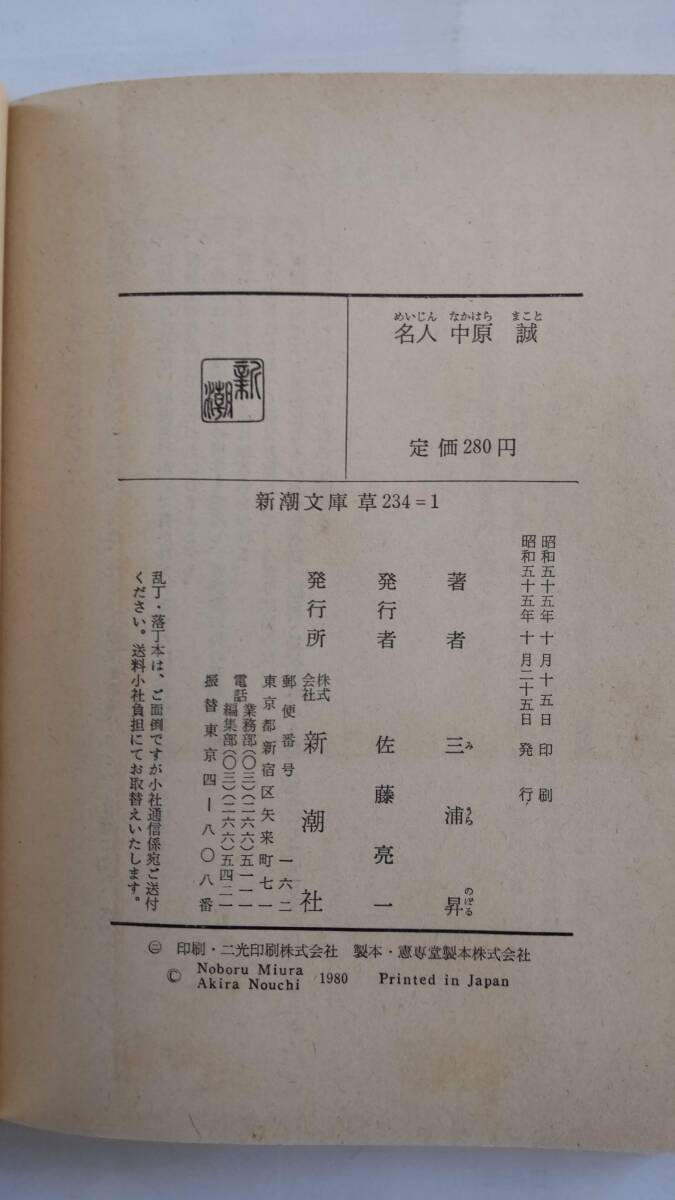 めいじん なかはら まこと
名人 中原 誠
新潮
定価280円
新潮文庫 草234=1
昭和五十五年十月十五日 印刷
昭和五十五年十月二十五日 発行
著者 三浦昇
みうら のぼる
発行者 佐藤亮一
発行所 株式会社 新潮社
郵便番号 一六二
東京都新宿区矢来町七一
電話業務部(〇三)(二六六)五一一一
編集部(〇三)(二六六)五四二一
振替東京四―八〇八番
乱丁・落丁本は、ご面倒ですが小社通信係宛ご送付
ください。送料小社負担にてお取替えいたします。
㊁ 印刷・二光印刷株式会社 製本・憲専堂製本株式会社
© Noboru Miura
Akira Nouchi 1980 Printed in Japan